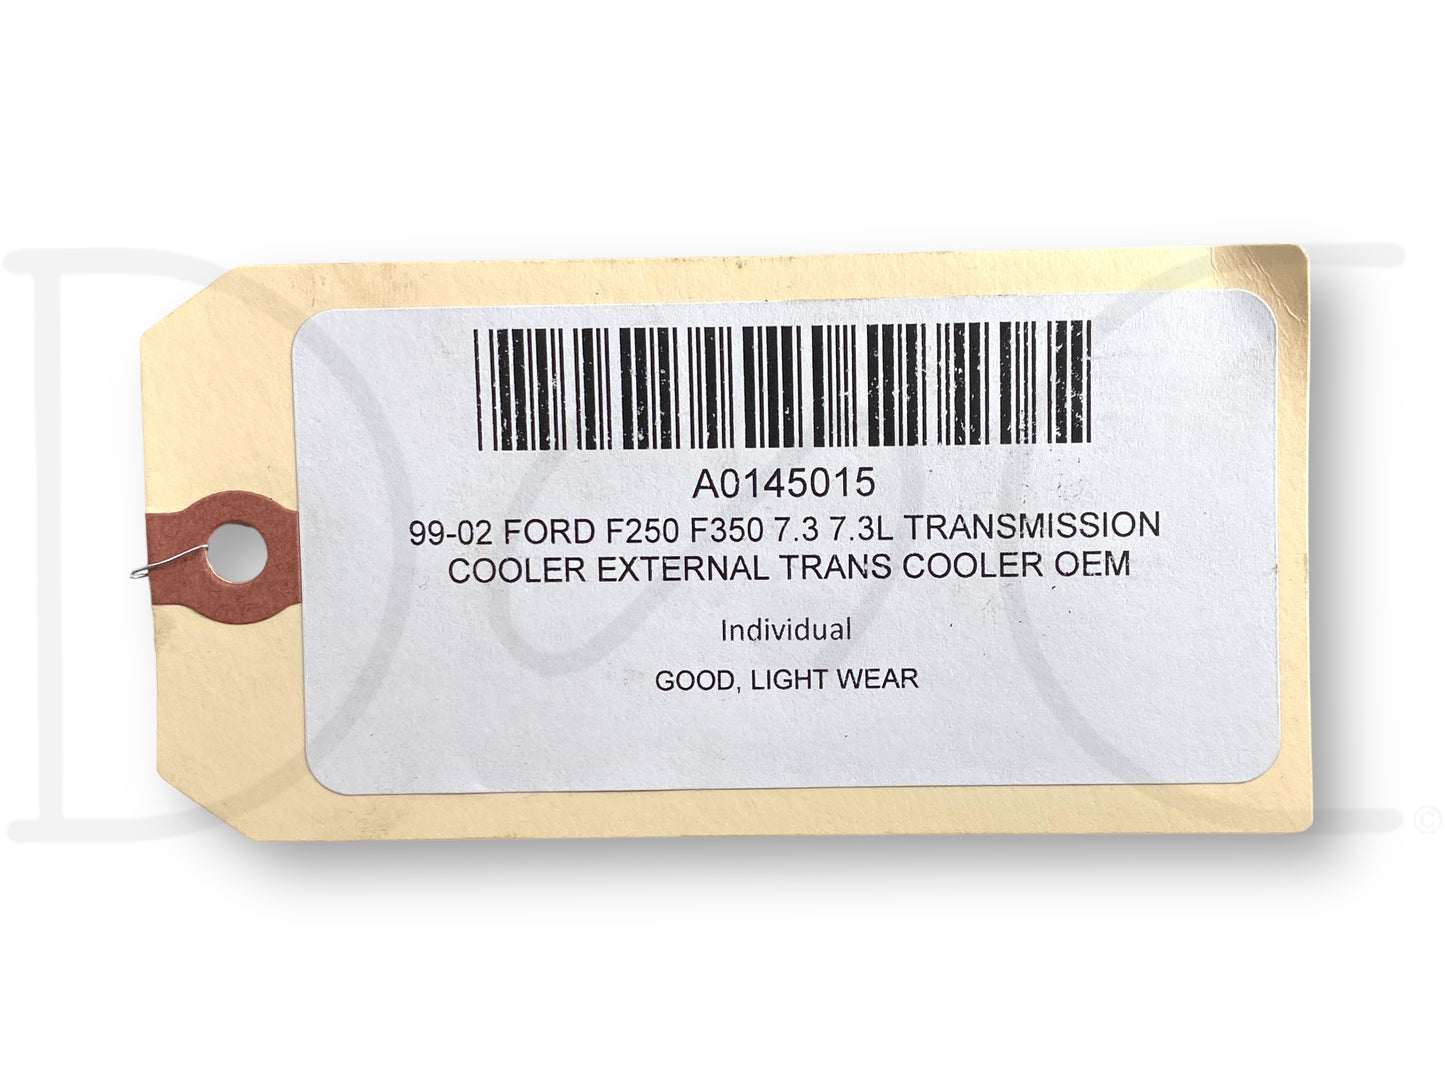 A0145015
99-02 FORD F250 F350 7.3 7.3L TRANSMISSION
COOLER EXTERNAL TRANS COOLER OEM
Individual
GOOD, LIGHT WEAR
©